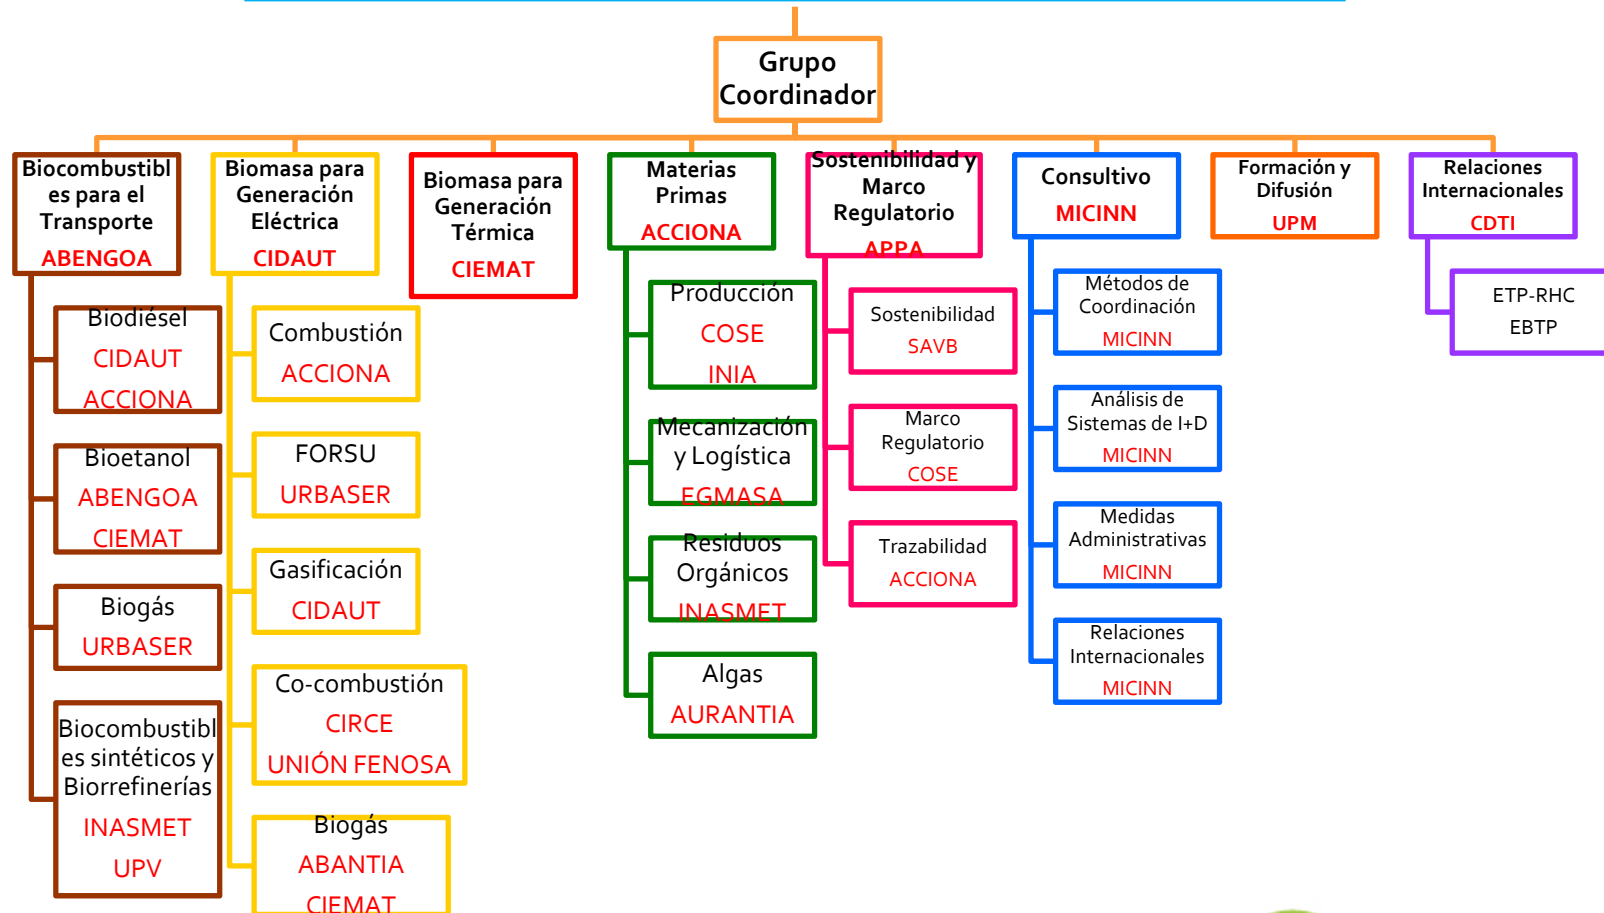 Grupo
Coordinador
Biocombustibl
es para el
Transporte
ABENGOA
Biodiésel
CIDAUT
ACCIONA
Bioetanol
ABENGOA
CIEMAT
Biogás
URBASER
Biocombustibl
es sintéticos y
Biorrefinerías
INASMET
UPV
Biomasa para
Generación
Eléctrica
CIDAUT
Combustión
ACCIONA
FORSU
URBASER
Gasificación
CIDAUT
Co-combustión
CIRCE
UNIÓN FENOSA
Biogás
ABANTIA
CIEMAT
Biomasa para
Generación
Térmica
CIEMAT
Materias
Primas
ACCIONA
Producción
COSE
INIA
Mecanización
y Logística
EGMASA
Residuos
Orgánicos
INASMET
Algas
AURANTIA
Sostenibilidad y
Marco
Regulatorio
APPA
Sostenibilidad
SAVB
Marco
Regulatorio
COSE
Trazabilidad
ACCIONA
Consultivo
MICINN
Métodos de
Coordinación
MICINN
Análisis de
Sistemas de I+D
MICINN
Medidas
Administrativas
MICINN
Relaciones
Internacionales
MICINN
Formación y
Difusión
UPM
Relaciones
Internacionales
CDTI
ETP-RHC
EBTP